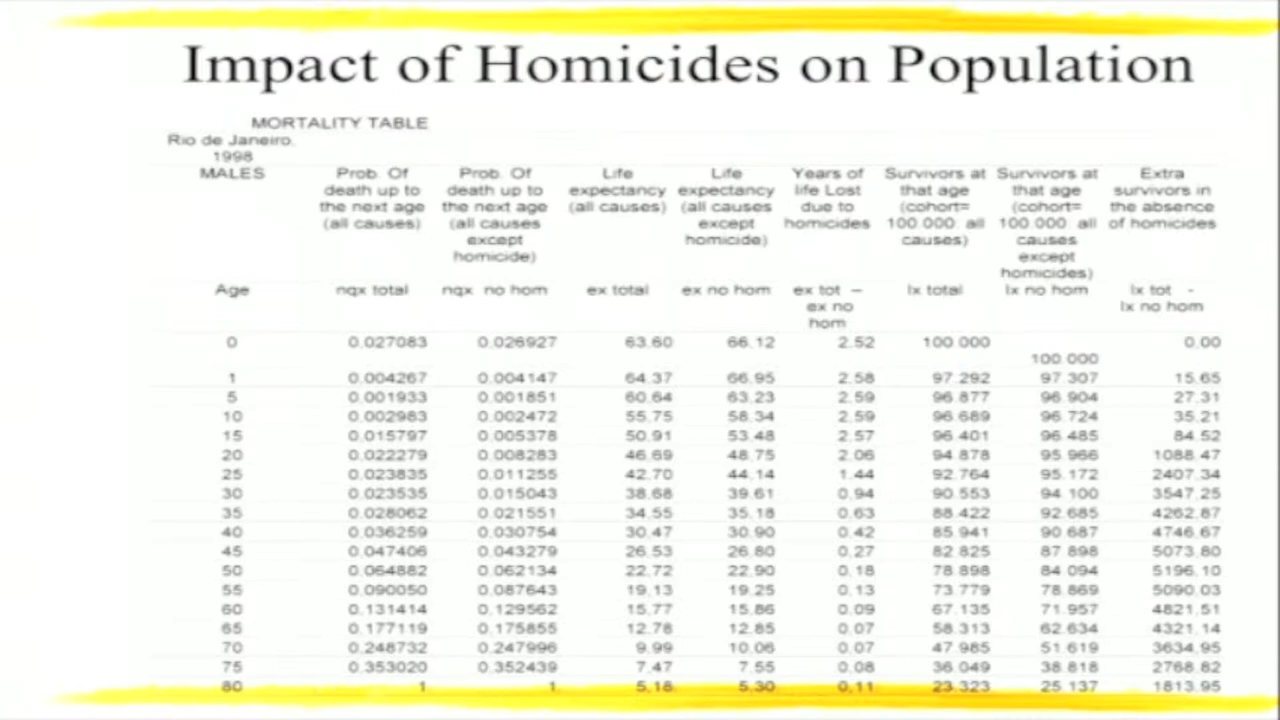 Impact of Homicides on Population
MORTALITY TABLE
Rio de Janeiro.
1998
MALES Prob. Of Prob. Of Life Life Years of Survivors at Survivors at Extra
death up to death up to expectancy expectancy life Lost that age that age survivors in
the next age the next age (all causes) (all causes due to (cohort= (cohort= the absence
(all causes) (all causes except homicides 100.000 all 100.000 all of homicides
except homicide) causes) causes
homicide) except
homicides)
Age nqx total nqx no hom ex total ex no hom ex tot – lx total lx no hom lx tot -
ex no lx no hom
hom
0 0.027083 0.026927 63.60 66.12 2.52 100.000 0.00
100.000
1 0.004267 0.004147 64.37 66.95 2.58 97.292 97.307 15.65
5 0.001933 0.001851 60.64 63.23 2.59 96.877 96.904 27.31
10 0.002983 0.002472 55.75 58.34 2.59 96.689 96.724 35.21
15 0.015797 0.005378 50.91 53.48 2.57 96.401 96.485 84.52
20 0.022279 0.008283 46.69 48.75 2.06 94.878 95.966 1088.47
25 0.023835 0.011255 42.70 44.14 1.44 92.764 95.172 2407.34
30 0.023535 0.015043 38.68 39.61 0.94 90.553 94.100 3547.25
35 0.028062 0.021551 34.55 35.18 0.63 88.422 92.685 4262.87
40 0.036259 0.030754 30.47 30.90 0.42 85.941 90.687 4746.67
45 0.047406 0.043279 26.53 26.80 0.27 82.825 87.898 5073.80
50 0.064882 0.062134 22.72 22.90 0.18 78.898 84.094 5196.10
55 0.090050 0.087643 19.13 19.25 0.13 73.779 78.869 5090.03
60 0.131414 0.129562 15.77 15.86 0.09 67.135 71.957 4821.51
65 0.177119 0.175855 12.78 12.85 0.07 58.313 62.634 4321.14
70 0.248732 0.247996 9.99 10.06 0.07 47.985 51.619 3634.95
75 0.353020 0.352439 7.47 7.55 0.08 36.049 38.818 2768.82
80 1 1 5.18 5.30 0.11 23.323 25.137 1813.95